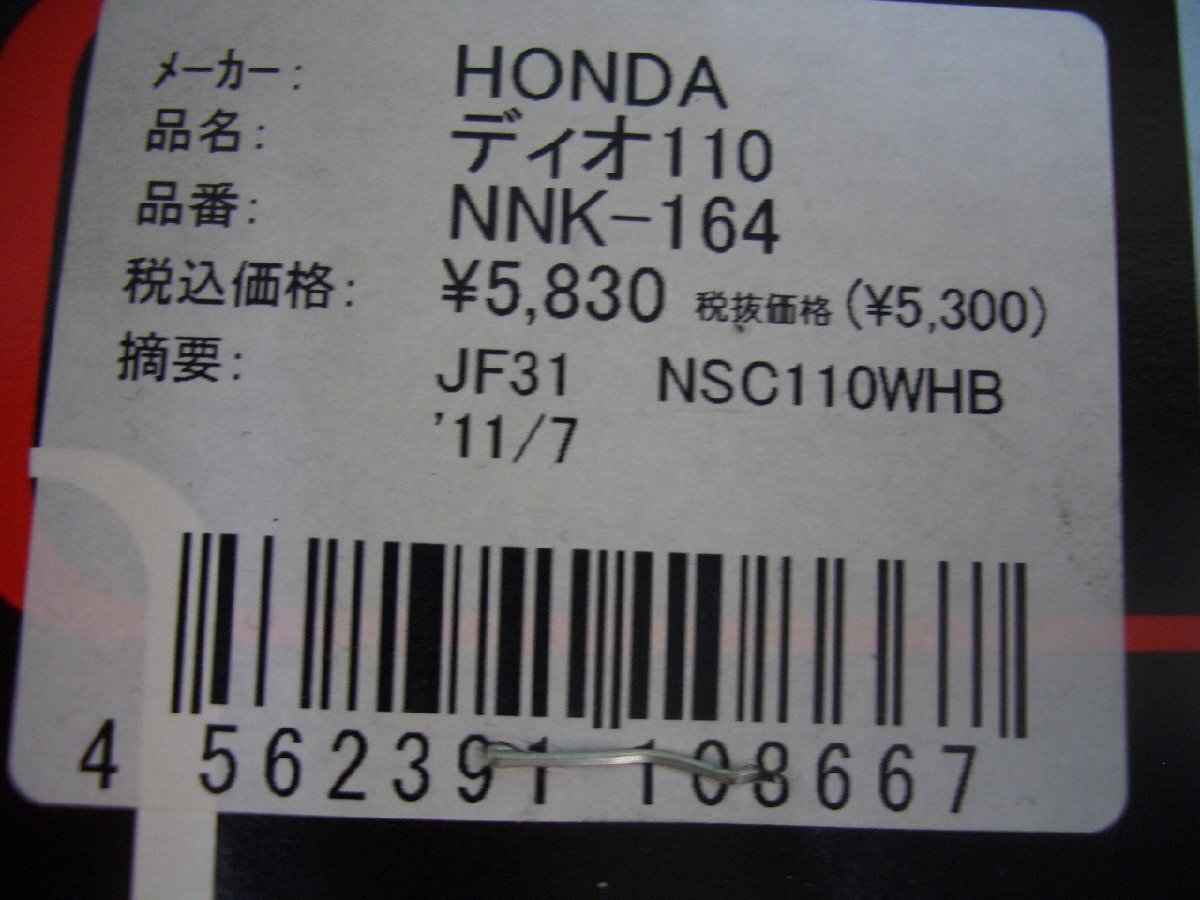 メーカー: HONDA
品名: ディオ110
品番: NNK-164
税込価格: ¥5,830 税抜価格 (¥5,300)
摘要: JF31 NSC110WHB
'11/7
4 562391 108667